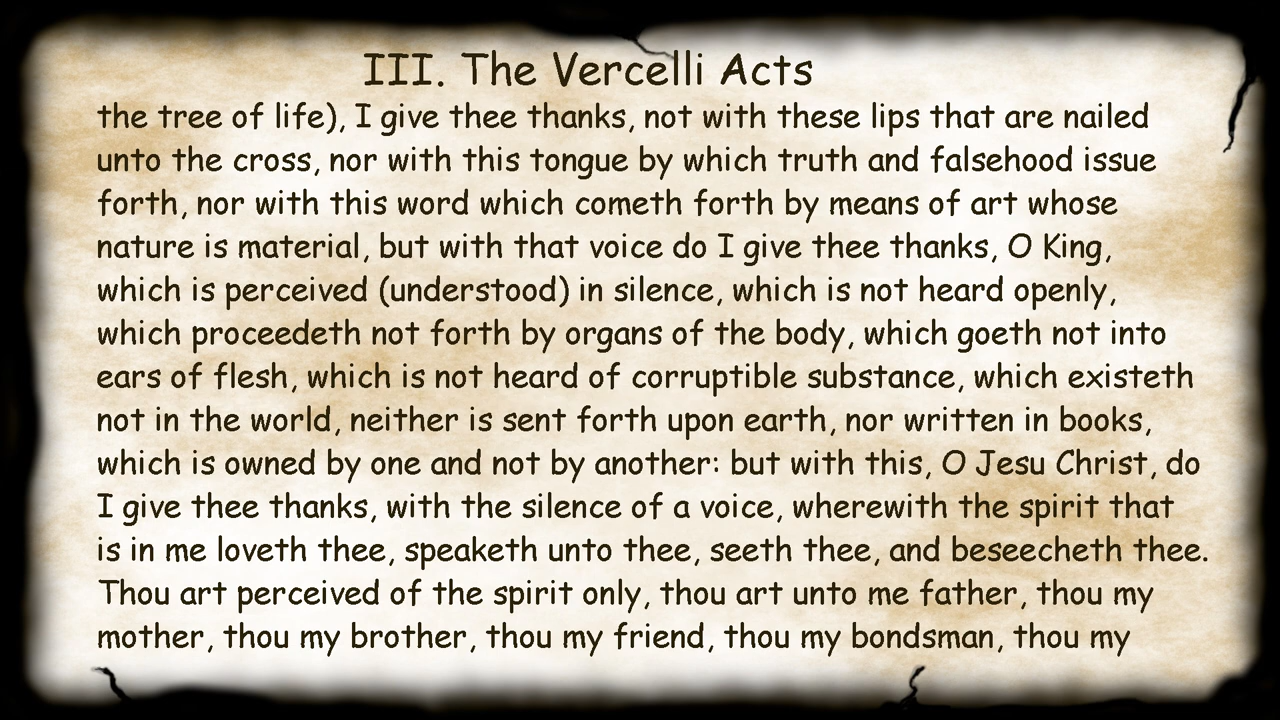 III. The Vercelli Acts
the tree of life), I give thee thanks, not with these lips that are nailed
unto the cross, nor with this tongue by which truth and falsehood issue
forth, nor with this word which cometh forth by means of art whose
nature is material, but with that voice do I give thee thanks, O King,
which is perceived (understood) in silence, which is not heard openly,
which proceedeth not forth by organs of the body, which goeth not into
ears of flesh, which is not heard of corruptible substance, which existeth
not in the world, neither is sent forth upon earth, nor written in books,
which is owned by one and not by another: but with this, O Jesu Christ, do
I give thee thanks, with the silence of a voice, wherewith the spirit that
is in me loveth thee, speaketh unto thee, seeth thee, and beseecheth thee.
Thou art perceived of the spirit only, thou art unto me father, thou my
mother, thou my brother, thou my friend, thou my bondsman, thou my